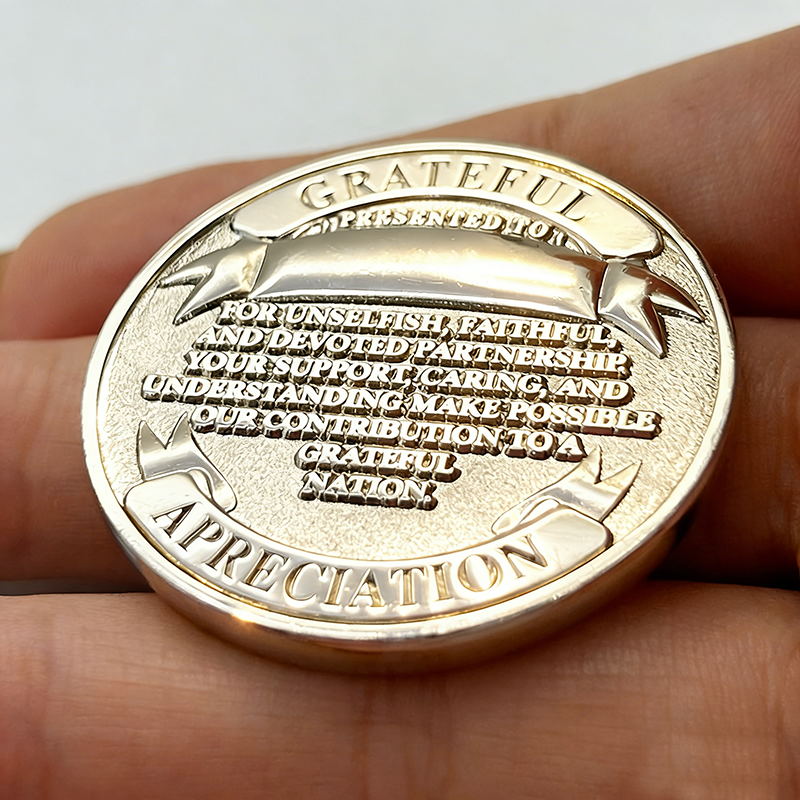 GRATEFUL
PRESENTED TO
FOR UNSELFISH, FAITHFUL,
AND DEVOTED PARTNERSHIP.
YOUR SUPPORT, CARING, AND
UNDERSTANDING MAKE POSSIBLE
OUR CONTRIBUTION TO A
GRATEFUL
NATION.
APRECIATION